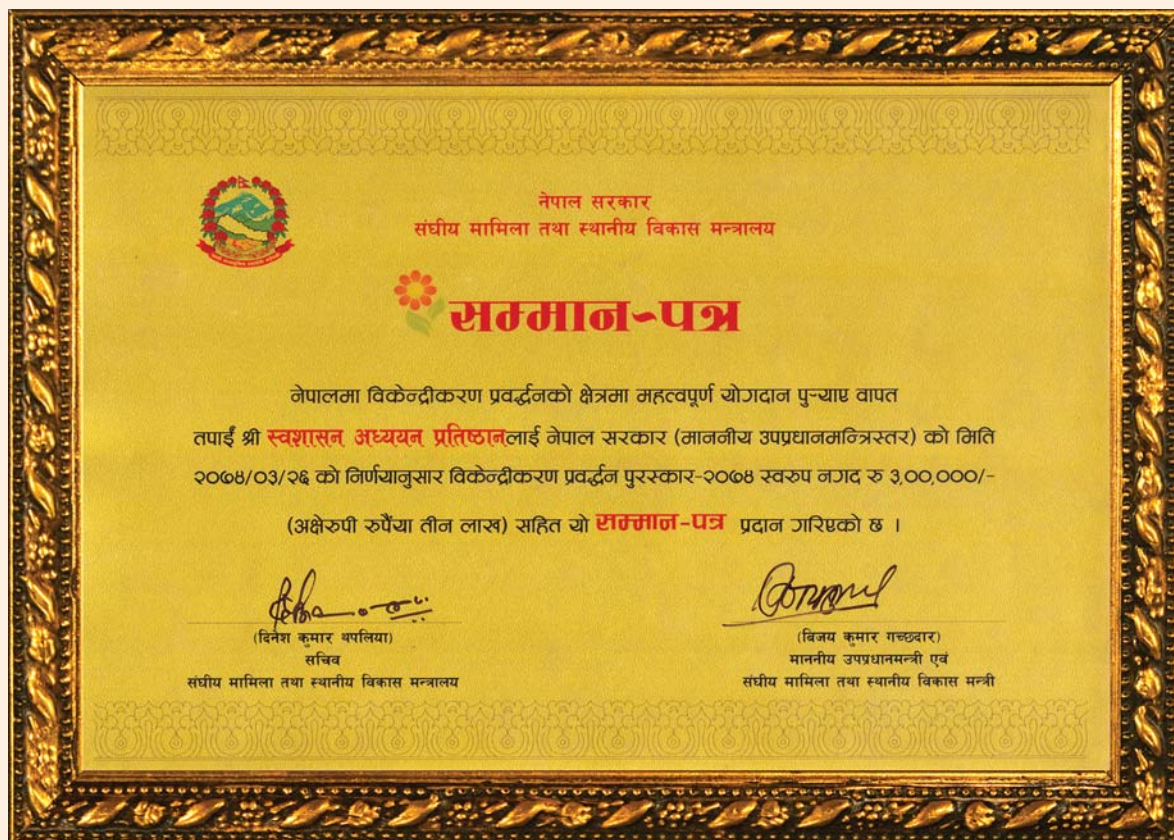 नेपाल सरकार
संघीय मामिला तथा स्थानीय विकास मन्त्रालय
सम्मान-पत्र
नेपालमा विकेन्द्रीकरण प्रवर्द्धनको क्षेत्रमा महत्वपूर्ण योगदान पुऱ्याए वापत
तपाईं श्री स्वशासन अध्ययन प्रतिष्ठानलाई नेपाल सरकार (माननीय उपप्रधानमन्त्रिस्तर) को मिति
२०७४/०३/२६ को निर्णयानुसार विकेन्द्रीकरण प्रवर्द्धन पुरस्कार-२०७४ स्वरुप नगद रु ३,००,०००/-
(अक्षेरुपी रुपैंया तीन लाख) सहित यो सम्मान-पत्र प्रदान गरिएको छ ।
(दिनेश कुमार थपलिया)
सचिव
संघीय मामिला तथा स्थानीय विकास मन्त्रालय
(बिजय कुमार गच्छदार)
माननीय उपप्रधानमन्त्री एवं
संघीय मामिला तथा स्थानीय विकास मन्त्री